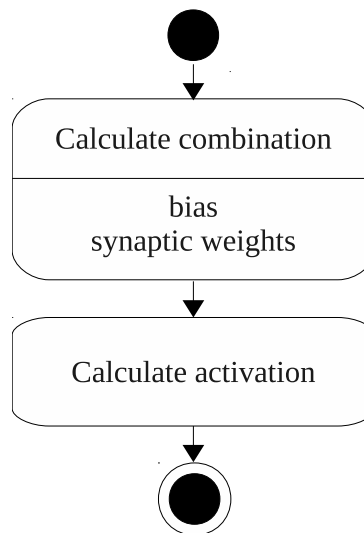 Calculate combination
bias
synaptic weights
Calculate activation